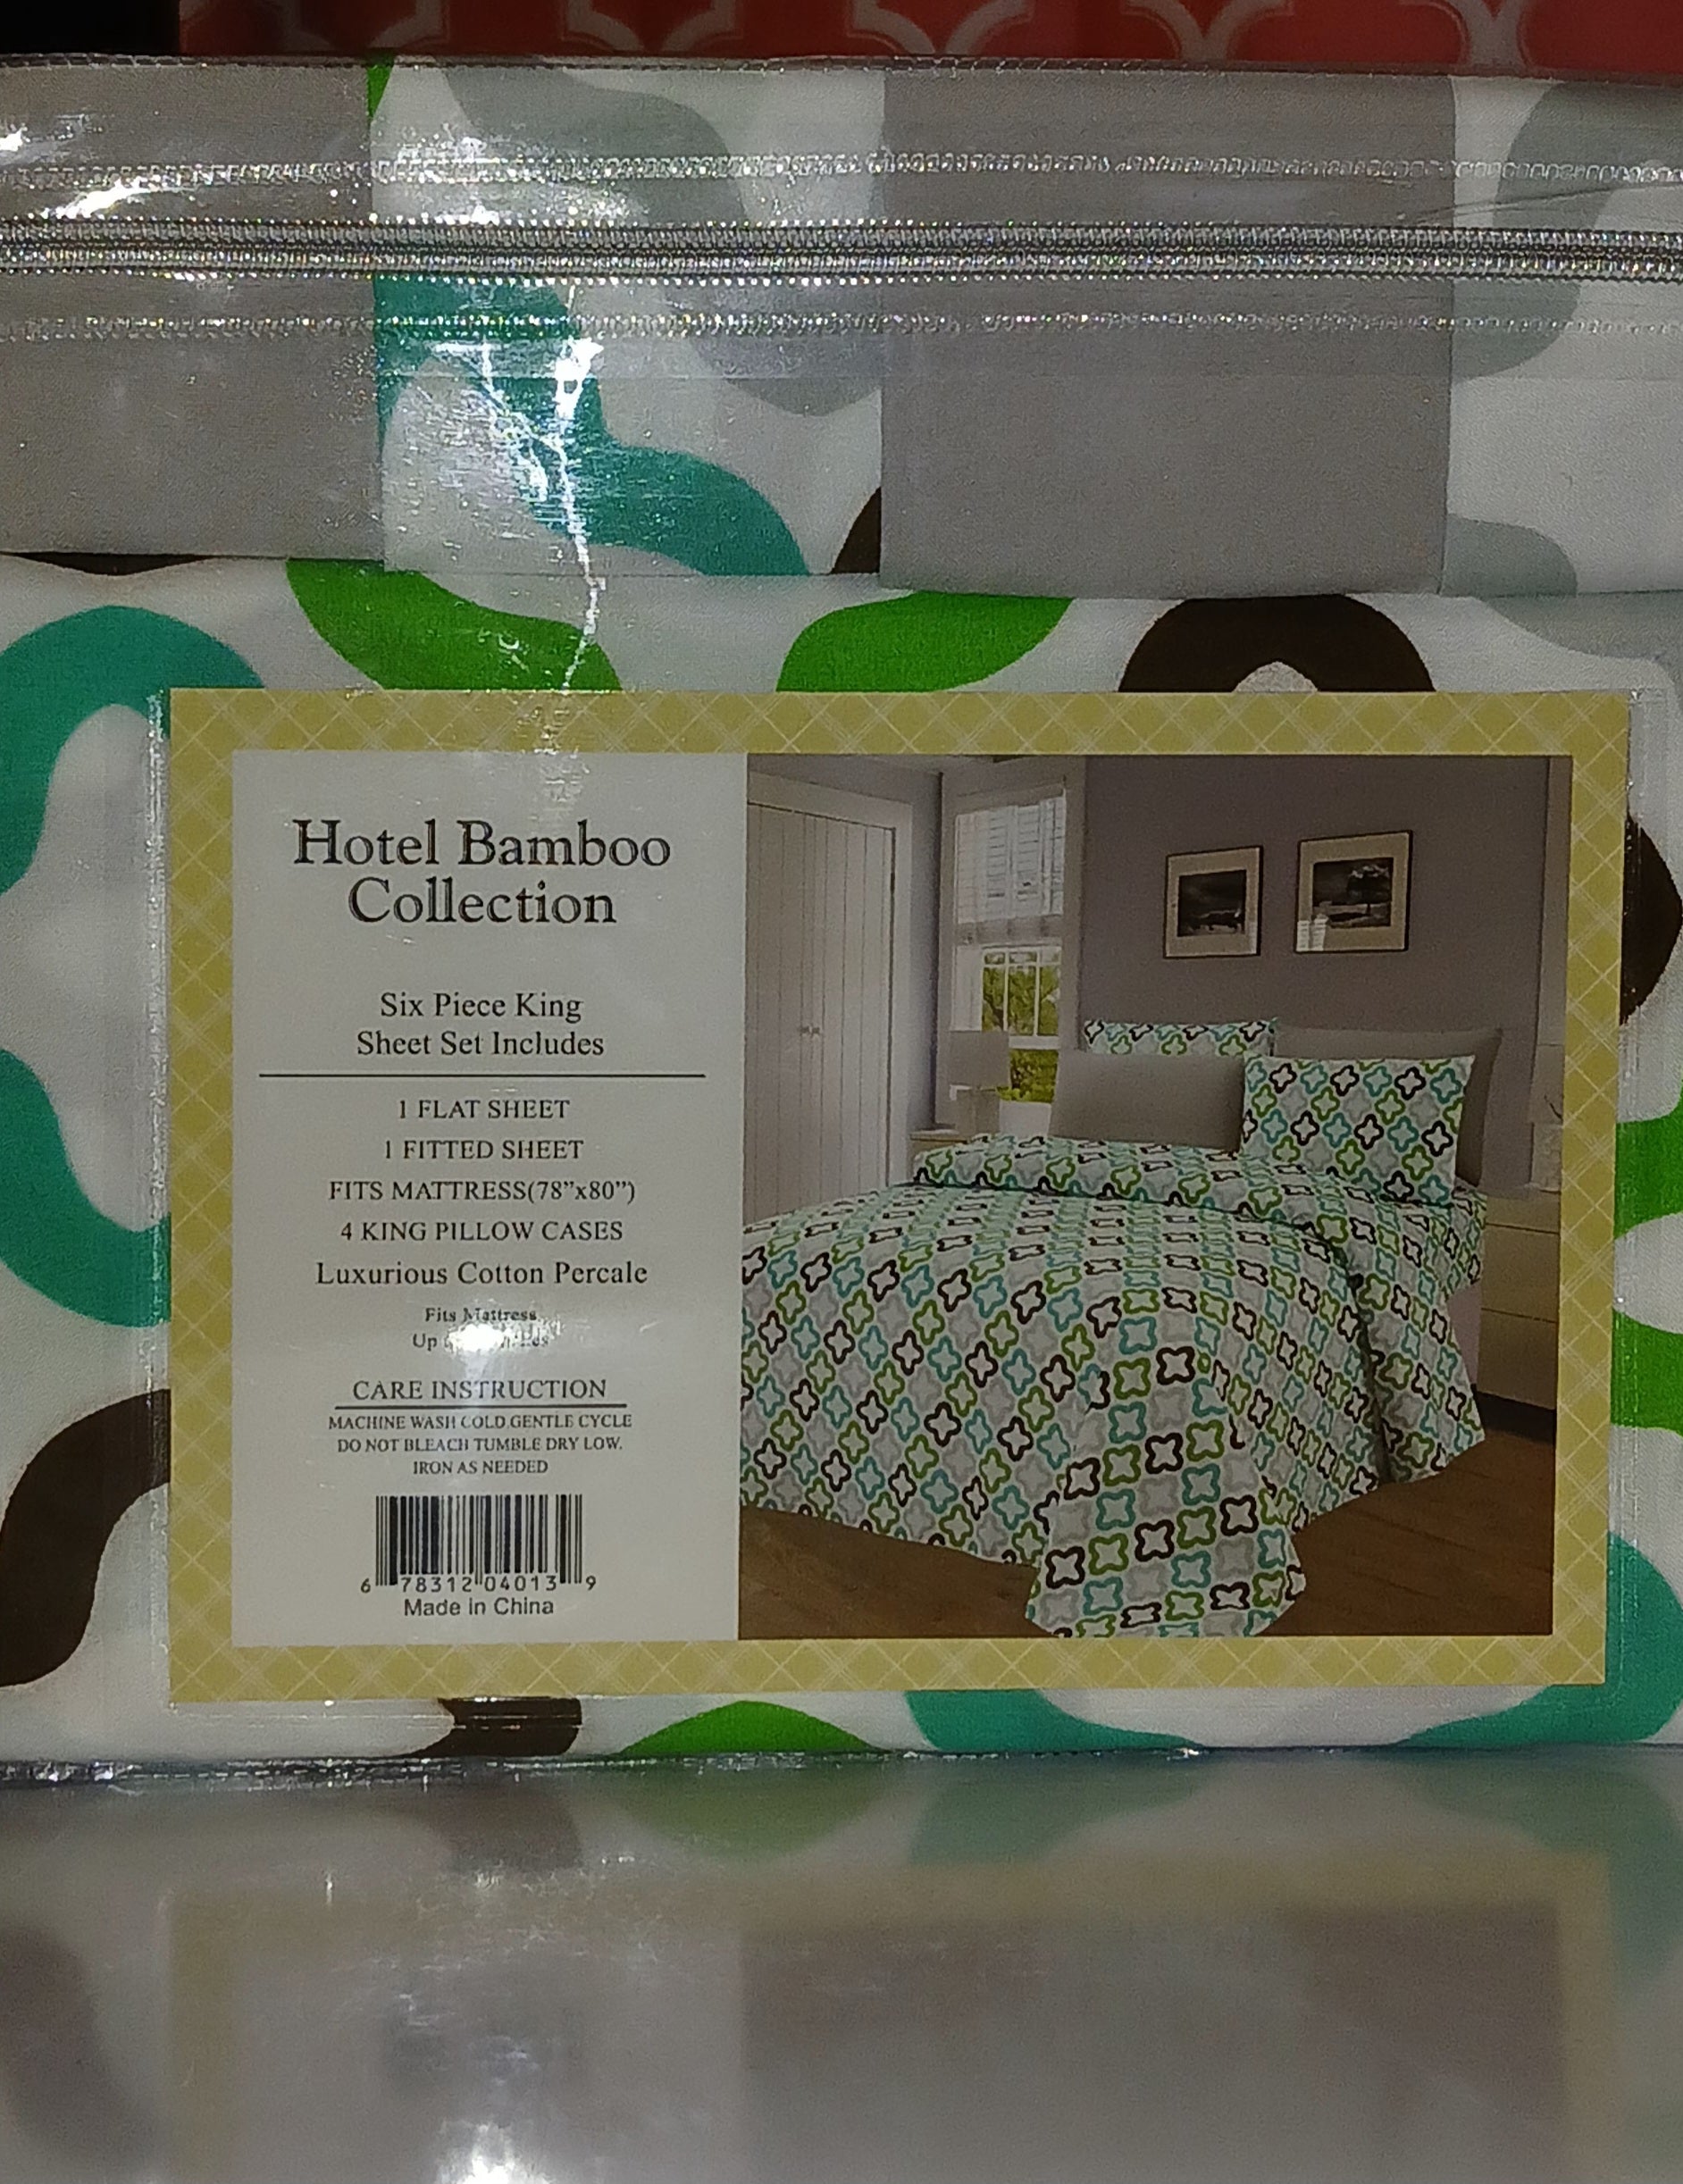 Hotel Bamboo
Collection
Six Piece King
Sheet Set Includes
1 FLAT SHEET
1 FITTED SHEET
FITS MATTRESS(78”x80”)
4 KING PILLOW CASES
Luxurious Cotton Percale
Fits Mattress
Up
CARE INSTRUCTION
MACHINE WASH COLD GENTLE CYCLE
DO NOT BLEACH TUMBLE DRY LOW.
IRON AS NEEDED
6 78312 04013 9
Made in China